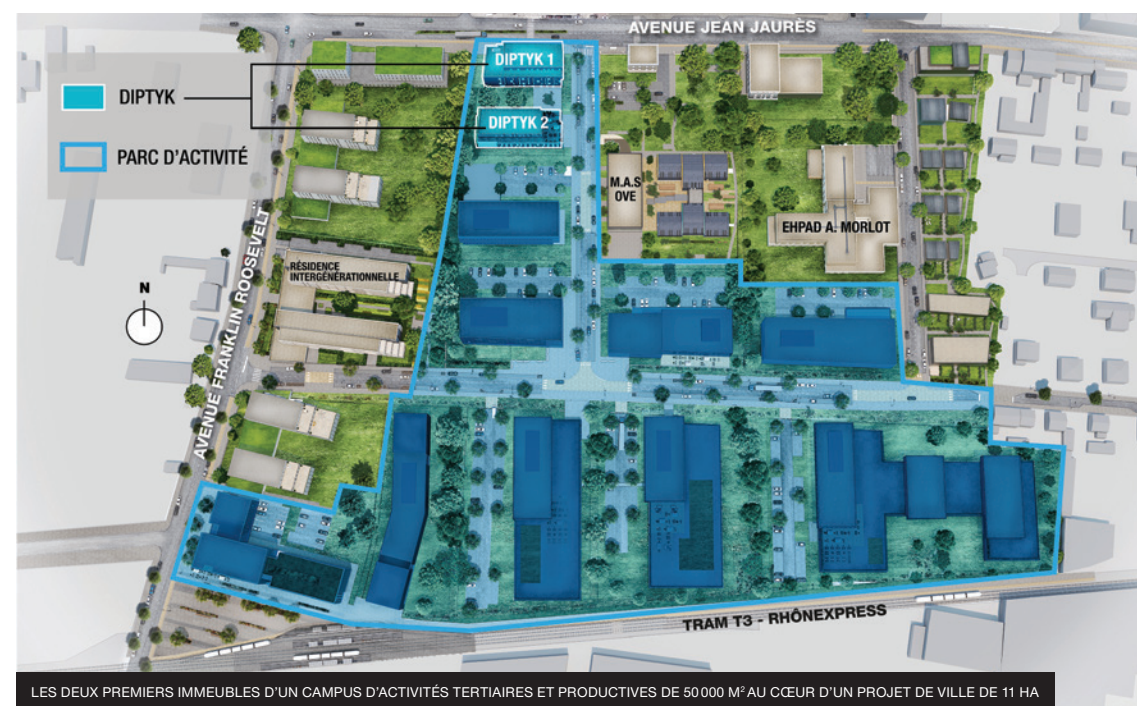 AVENUE JEAN JAURÈS
DIPTYK
PARC D'ACTIVITÉ
DIPTYK 1
DIPTYK 2
M.A.S
OVE
EHPAD A. MORLOT
RÉSIDENCE
INTERGÉNÉRATIONNELLE
N
AVENUE FRANKLIN ROOSEVELT
TRAM T3 - RHÔNEXPRESS
LES DEUX PREMIERS IMMEUBLES D'UN CAMPUS D'ACTIVITÉS TERTIAIRES ET PRODUCTIVES DE 50 000 M² AU CŒUR D'UN PROJET DE VILLE DE 11 HA